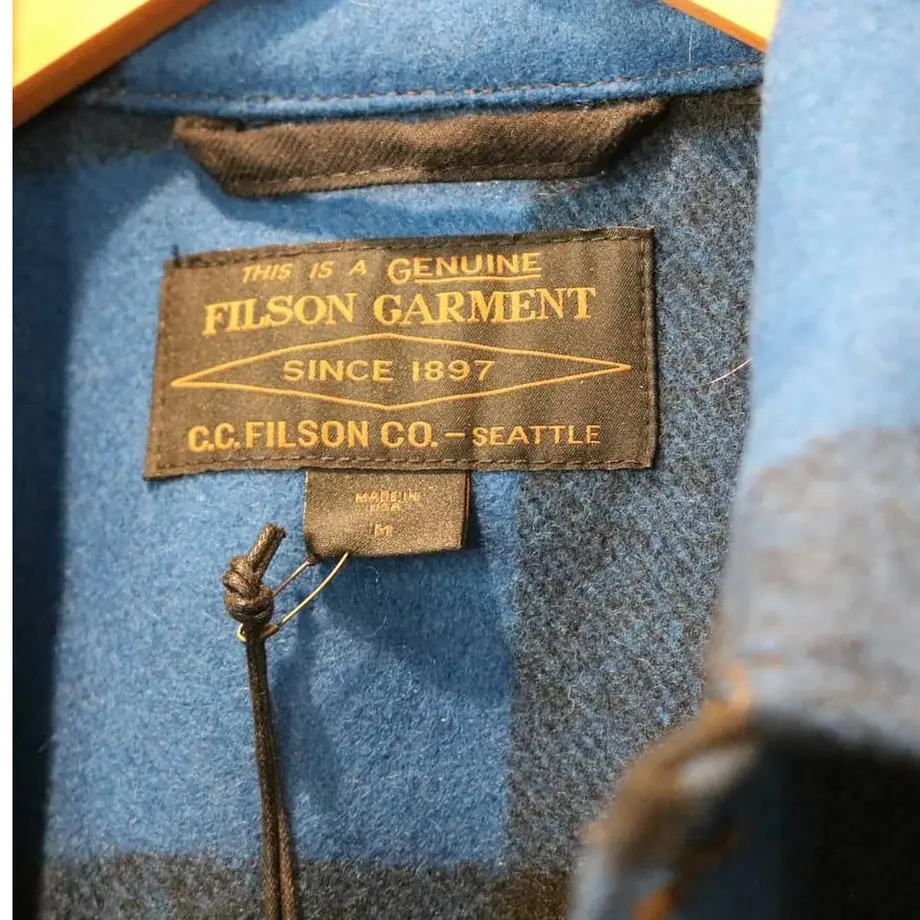 THIS IS A GENUINE
FILSON GARMENT
SINCE 1897
C.C. FILSON CO. – SEATTLE
MADE IN
USA
M